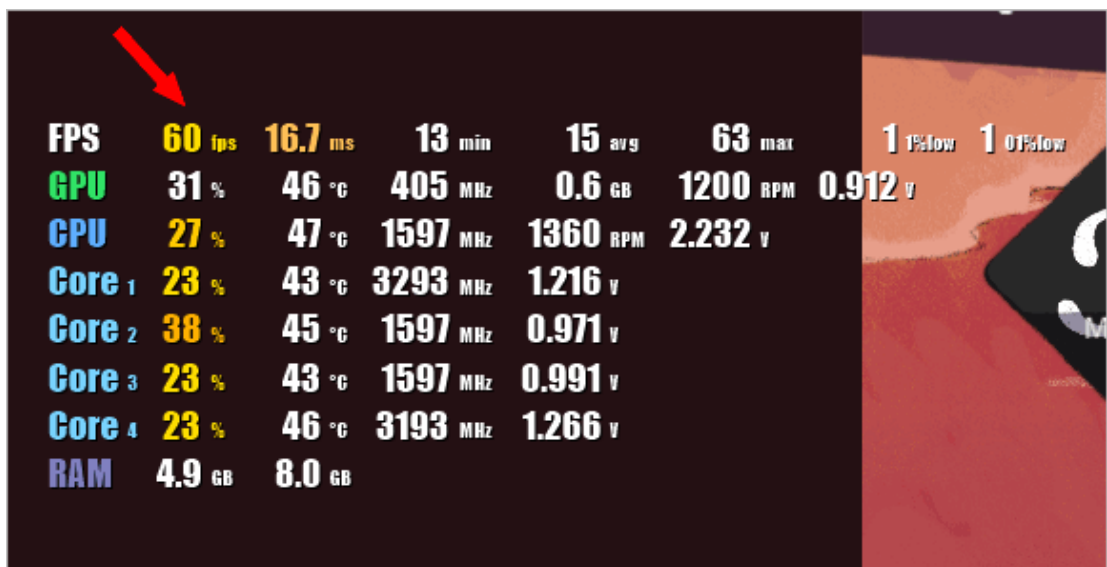 FPS 60 fps 16.7 ms 13 min 15 avg 63 max 1 1%low 1 01%low
GPU 31 % 46 °C 405 MHz 0.6 GB 1200 RPM 0.912 V
CPU 27 % 47 °C 1597 MHz 1360 RPM 2.232 V
Core 1 23 % 43 °C 3293 MHz 1.216 V
Core 2 38 % 45 °C 1597 MHz 0.971 V
Core 3 23 % 43 °C 1597 MHz 0.991 V
Core 4 23 % 46 °C 3193 MHz 1.266 V
RAM 4.9 GB 8.0 GB